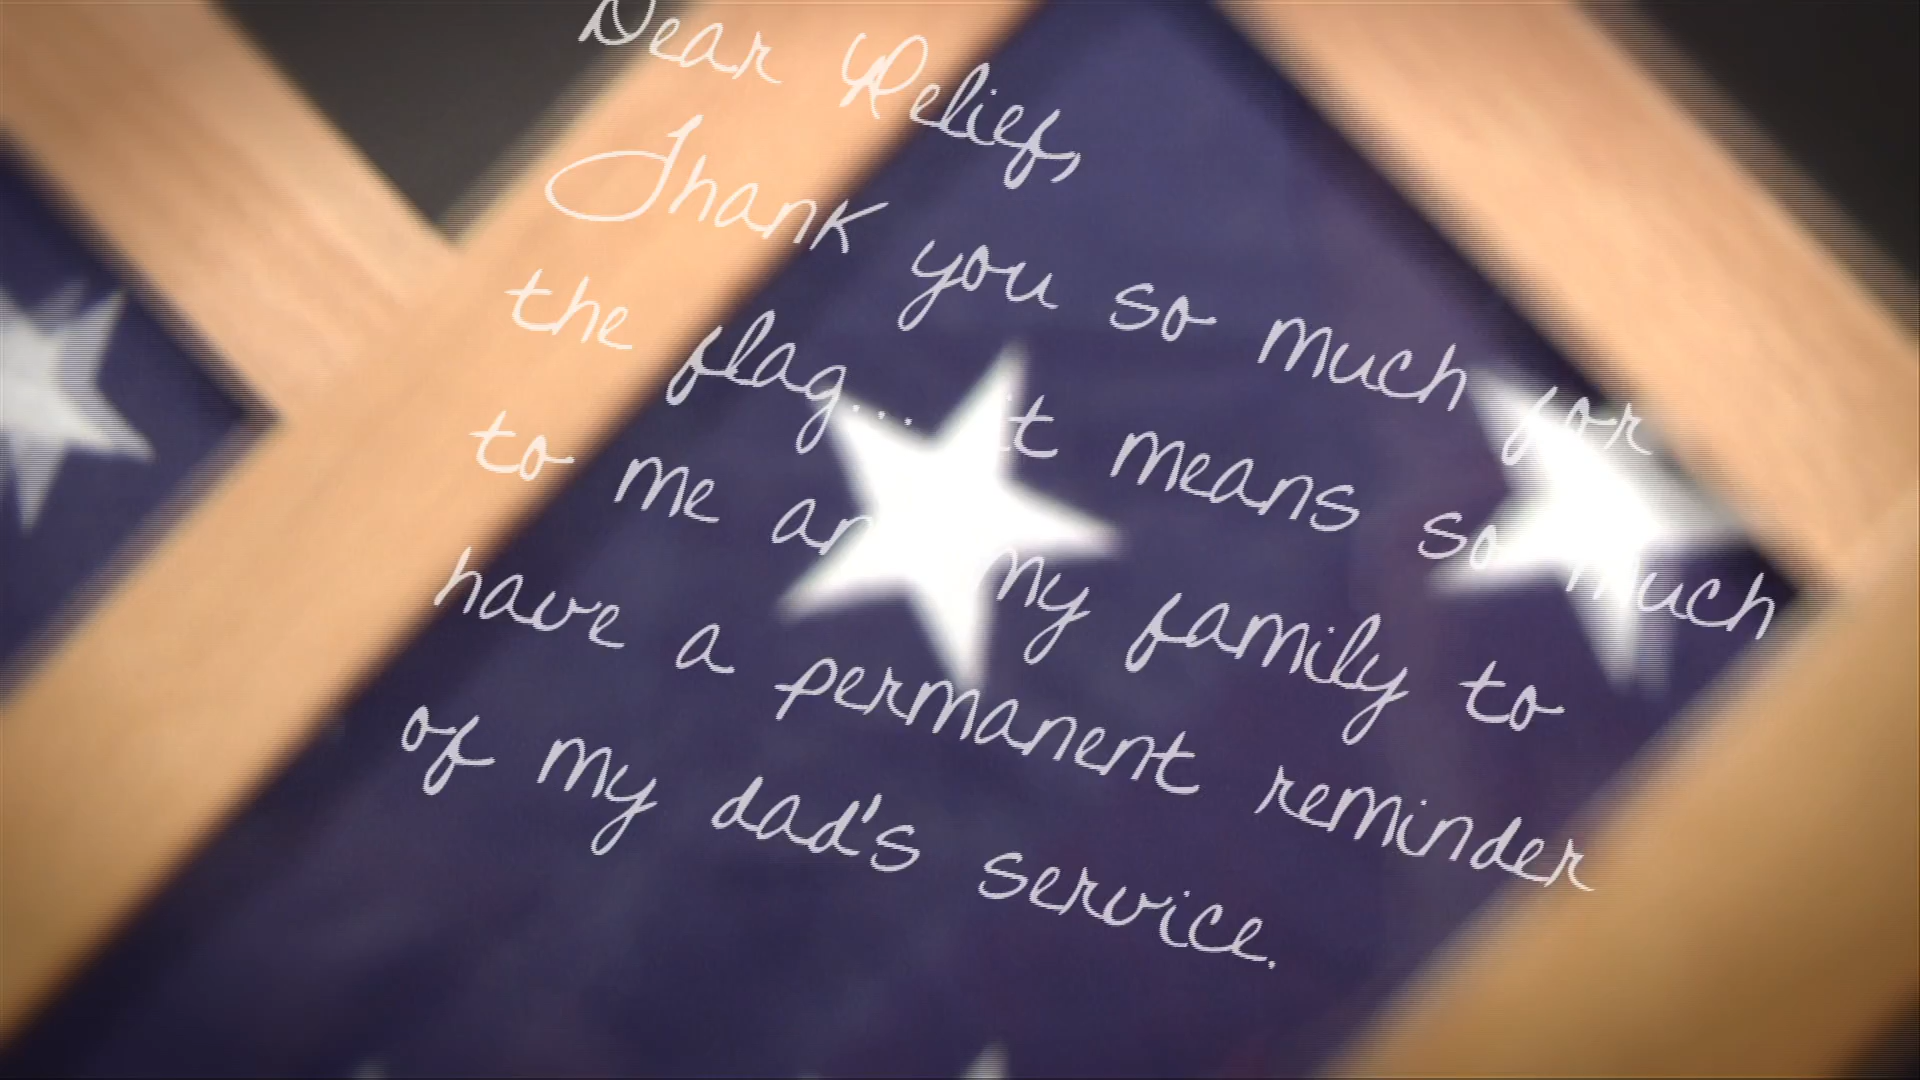 Dear Relief,
Thank you so much for
the flag... it means so much
to me and my family to
have a permanent reminder
of my dad's service.